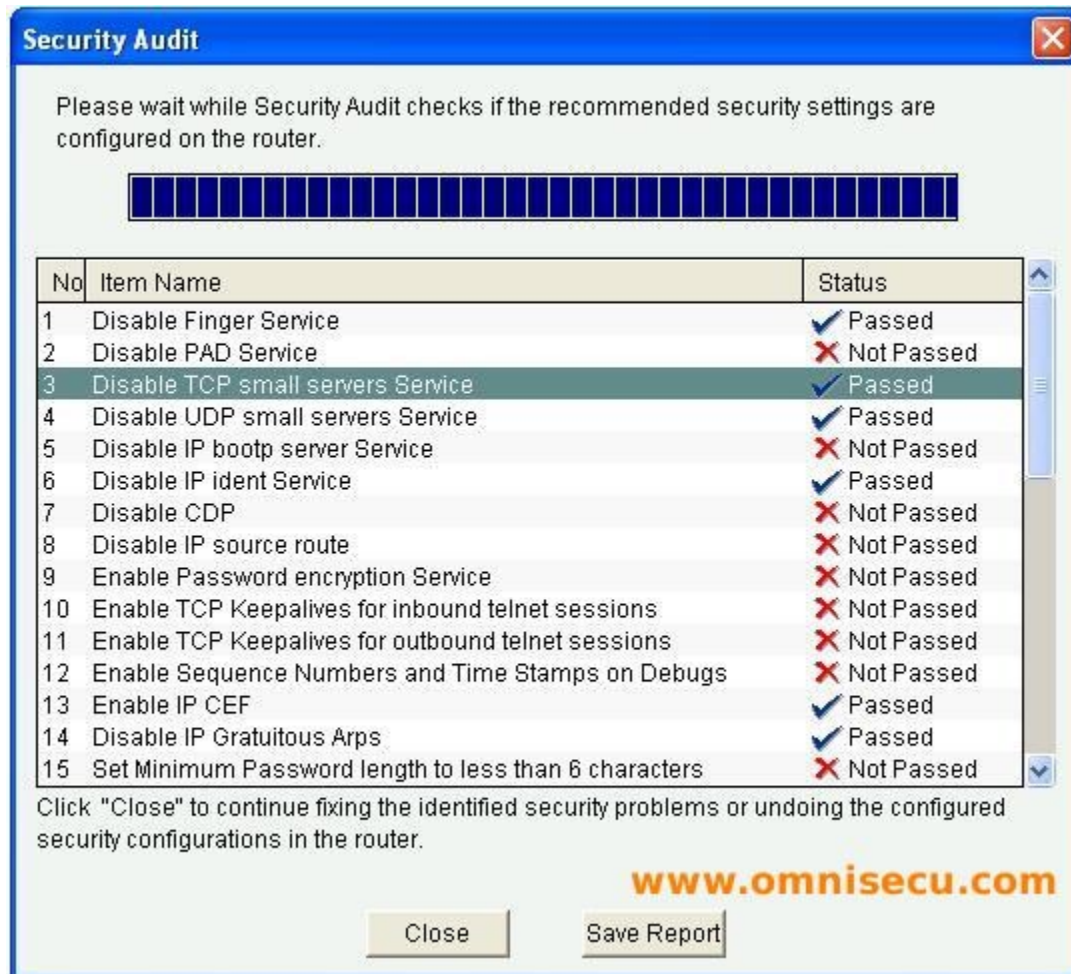 Security Audit
Please wait while Security Audit checks if the recommended security settings are
configured on the router.
No Item Name Status
1 Disable Finger Service Passed
2 Disable PAD Service Not Passed
3 Disable TCP small servers Service Passed
4 Disable UDP small servers Service Passed
5 Disable IP bootp server Service Not Passed
6 Disable IP ident Service Passed
7 Disable CDP Not Passed
8 Disable IP source route Not Passed
9 Enable Password encryption Service Not Passed
10 Enable TCP Keepalives for inbound telnet sessions Not Passed
11 Enable TCP Keepalives for outbound telnet sessions Not Passed
12 Enable Sequence Numbers and Time Stamps on Debugs Not Passed
13 Enable IP CEF Passed
14 Disable IP Gratuitous Arps Passed
15 Set Minimum Password length to less than 6 characters Not Passed
Click "Close" to continue fixing the identified security problems or undoing the configured
security configurations in the router.
www.omnisecu.com
Close Save Report